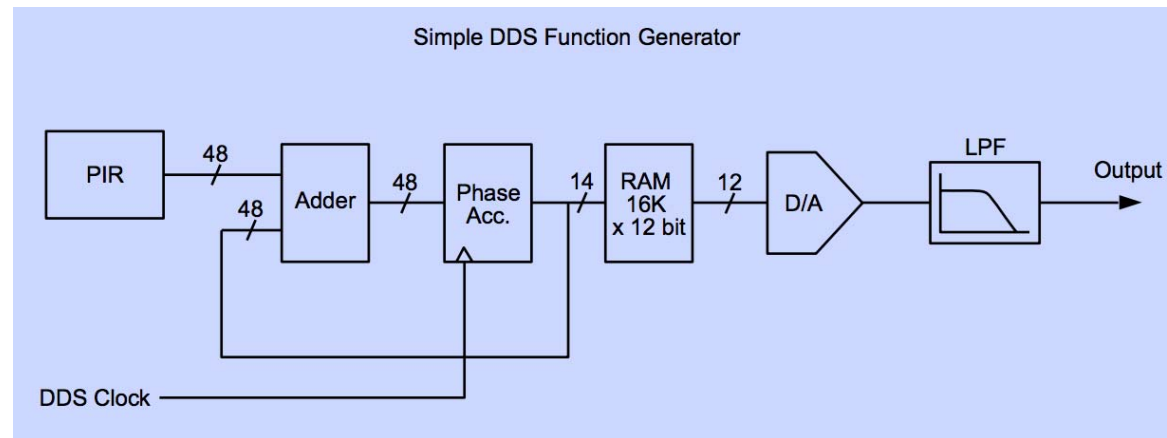 Simple DDS Function Generator
PIR
48
48
Adder
48
Phase
Acc.
14
RAM
16K
x 12 bit
12
D/A
LPF
Output
DDS Clock